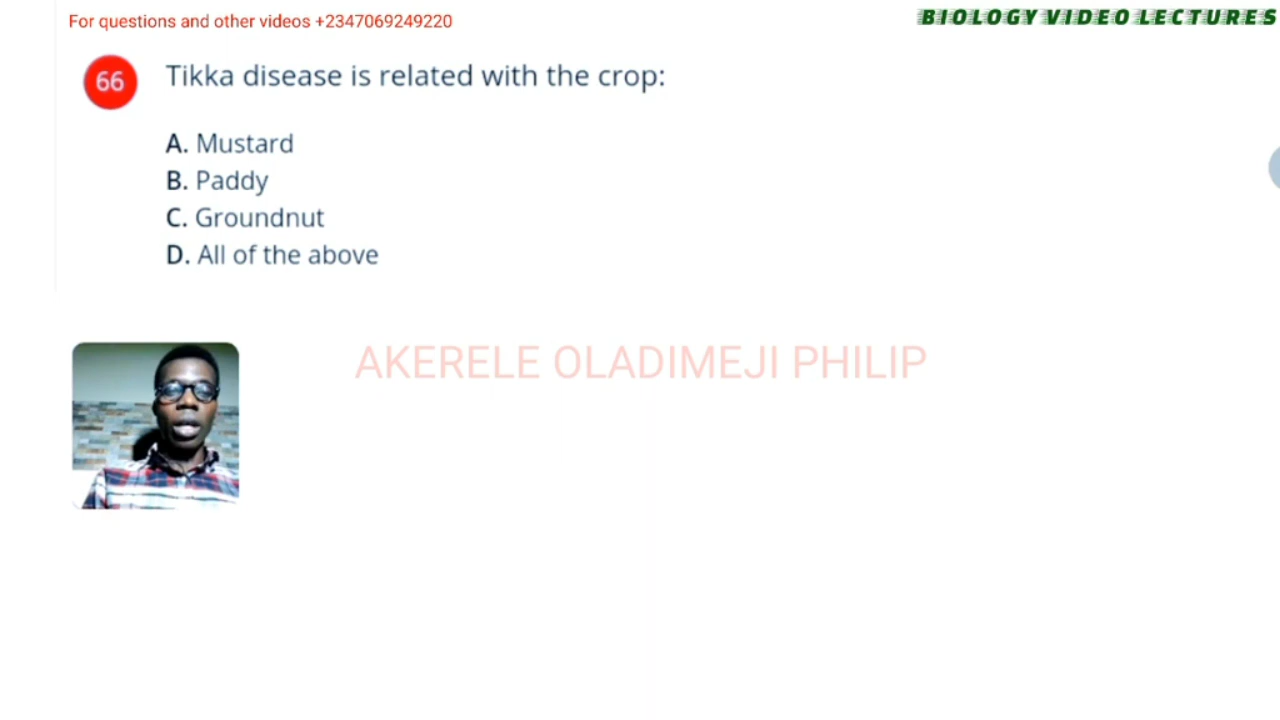 For questions and other videos +2347069249220
BIOLOGY VIDEO LECTURES
66
Tikka disease is related with the crop:
A. Mustard
B. Paddy
C. Groundnut
D. All of the above
AKERELE OLADIMEJI PHILIP